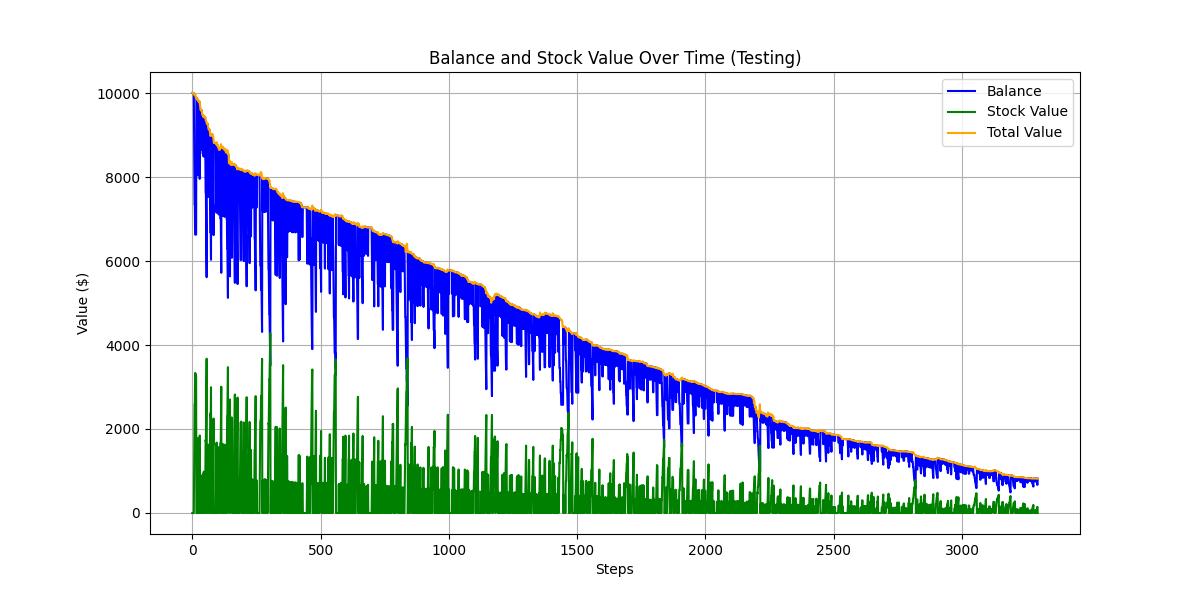 Balance and Stock Value Over Time (Testing)
Balance
Stock Value
Total Value
Value ($)
10000
8000
6000
4000
2000
0
0
500
1000
1500
2000
2500
3000
Steps